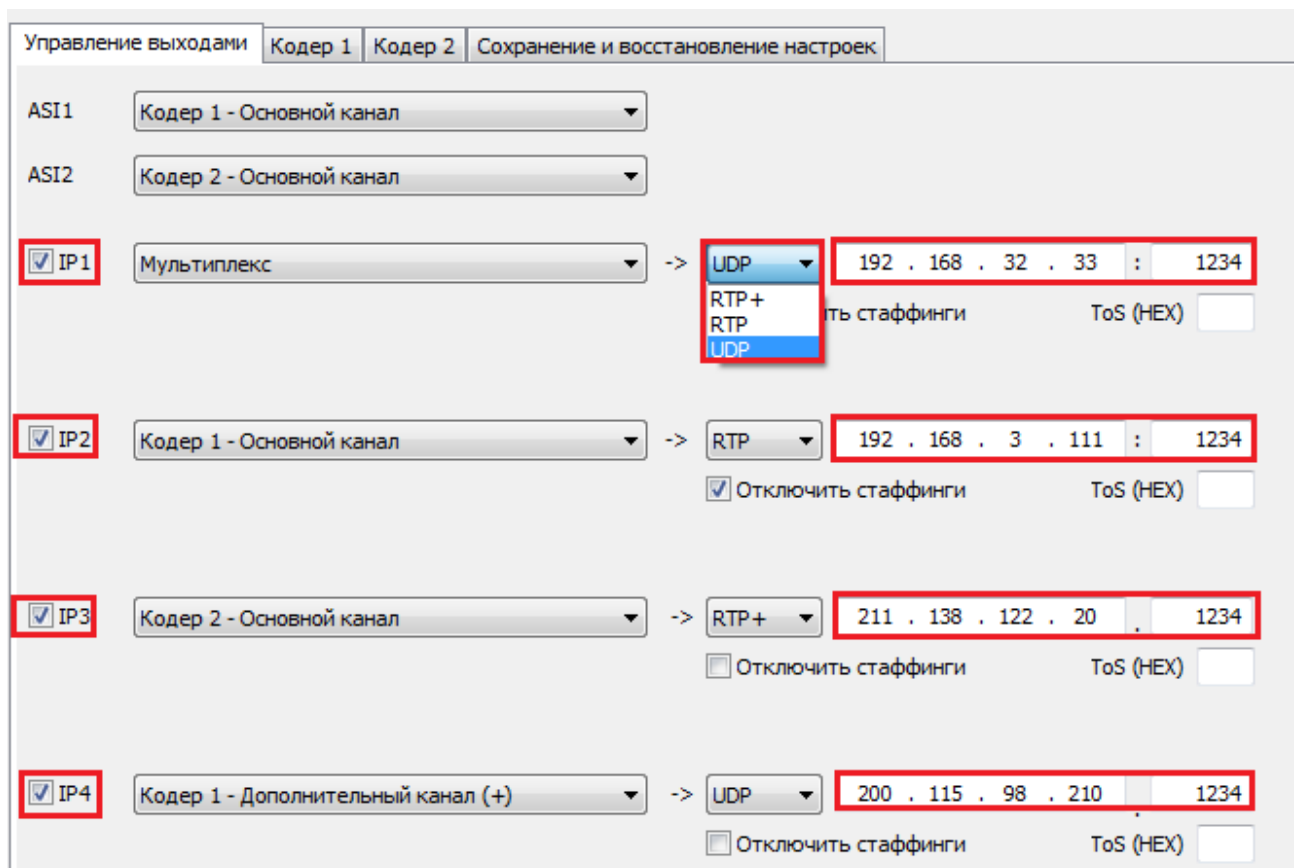 Управление выходами Кодер 1 Кодер 2 Сохранение и восстановление настроек
ASI1 Кодер 1 - Основной канал
ASI2 Кодер 2 - Основной канал
IP1 Мультиплекс -> UDP 192 . 168 . 32 . 33 : 1234
RTP+
RTP
UDP
ть стаффинги ToS (HEX)
IP2 Кодер 1 - Основной канал -> RTP 192 . 168 . 3 . 111 : 1234
Отключить стаффинги ToS (HEX)
IP3 Кодер 2 - Основной канал -> RTP+ 211 . 138 . 122 . 20 . 1234
Отключить стаффинги ToS (HEX)
IP4 Кодер 1 - Дополнительный канал (+) -> UDP 200 . 115 . 98 . 210 . 1234
Отключить стаффинги ToS (HEX)